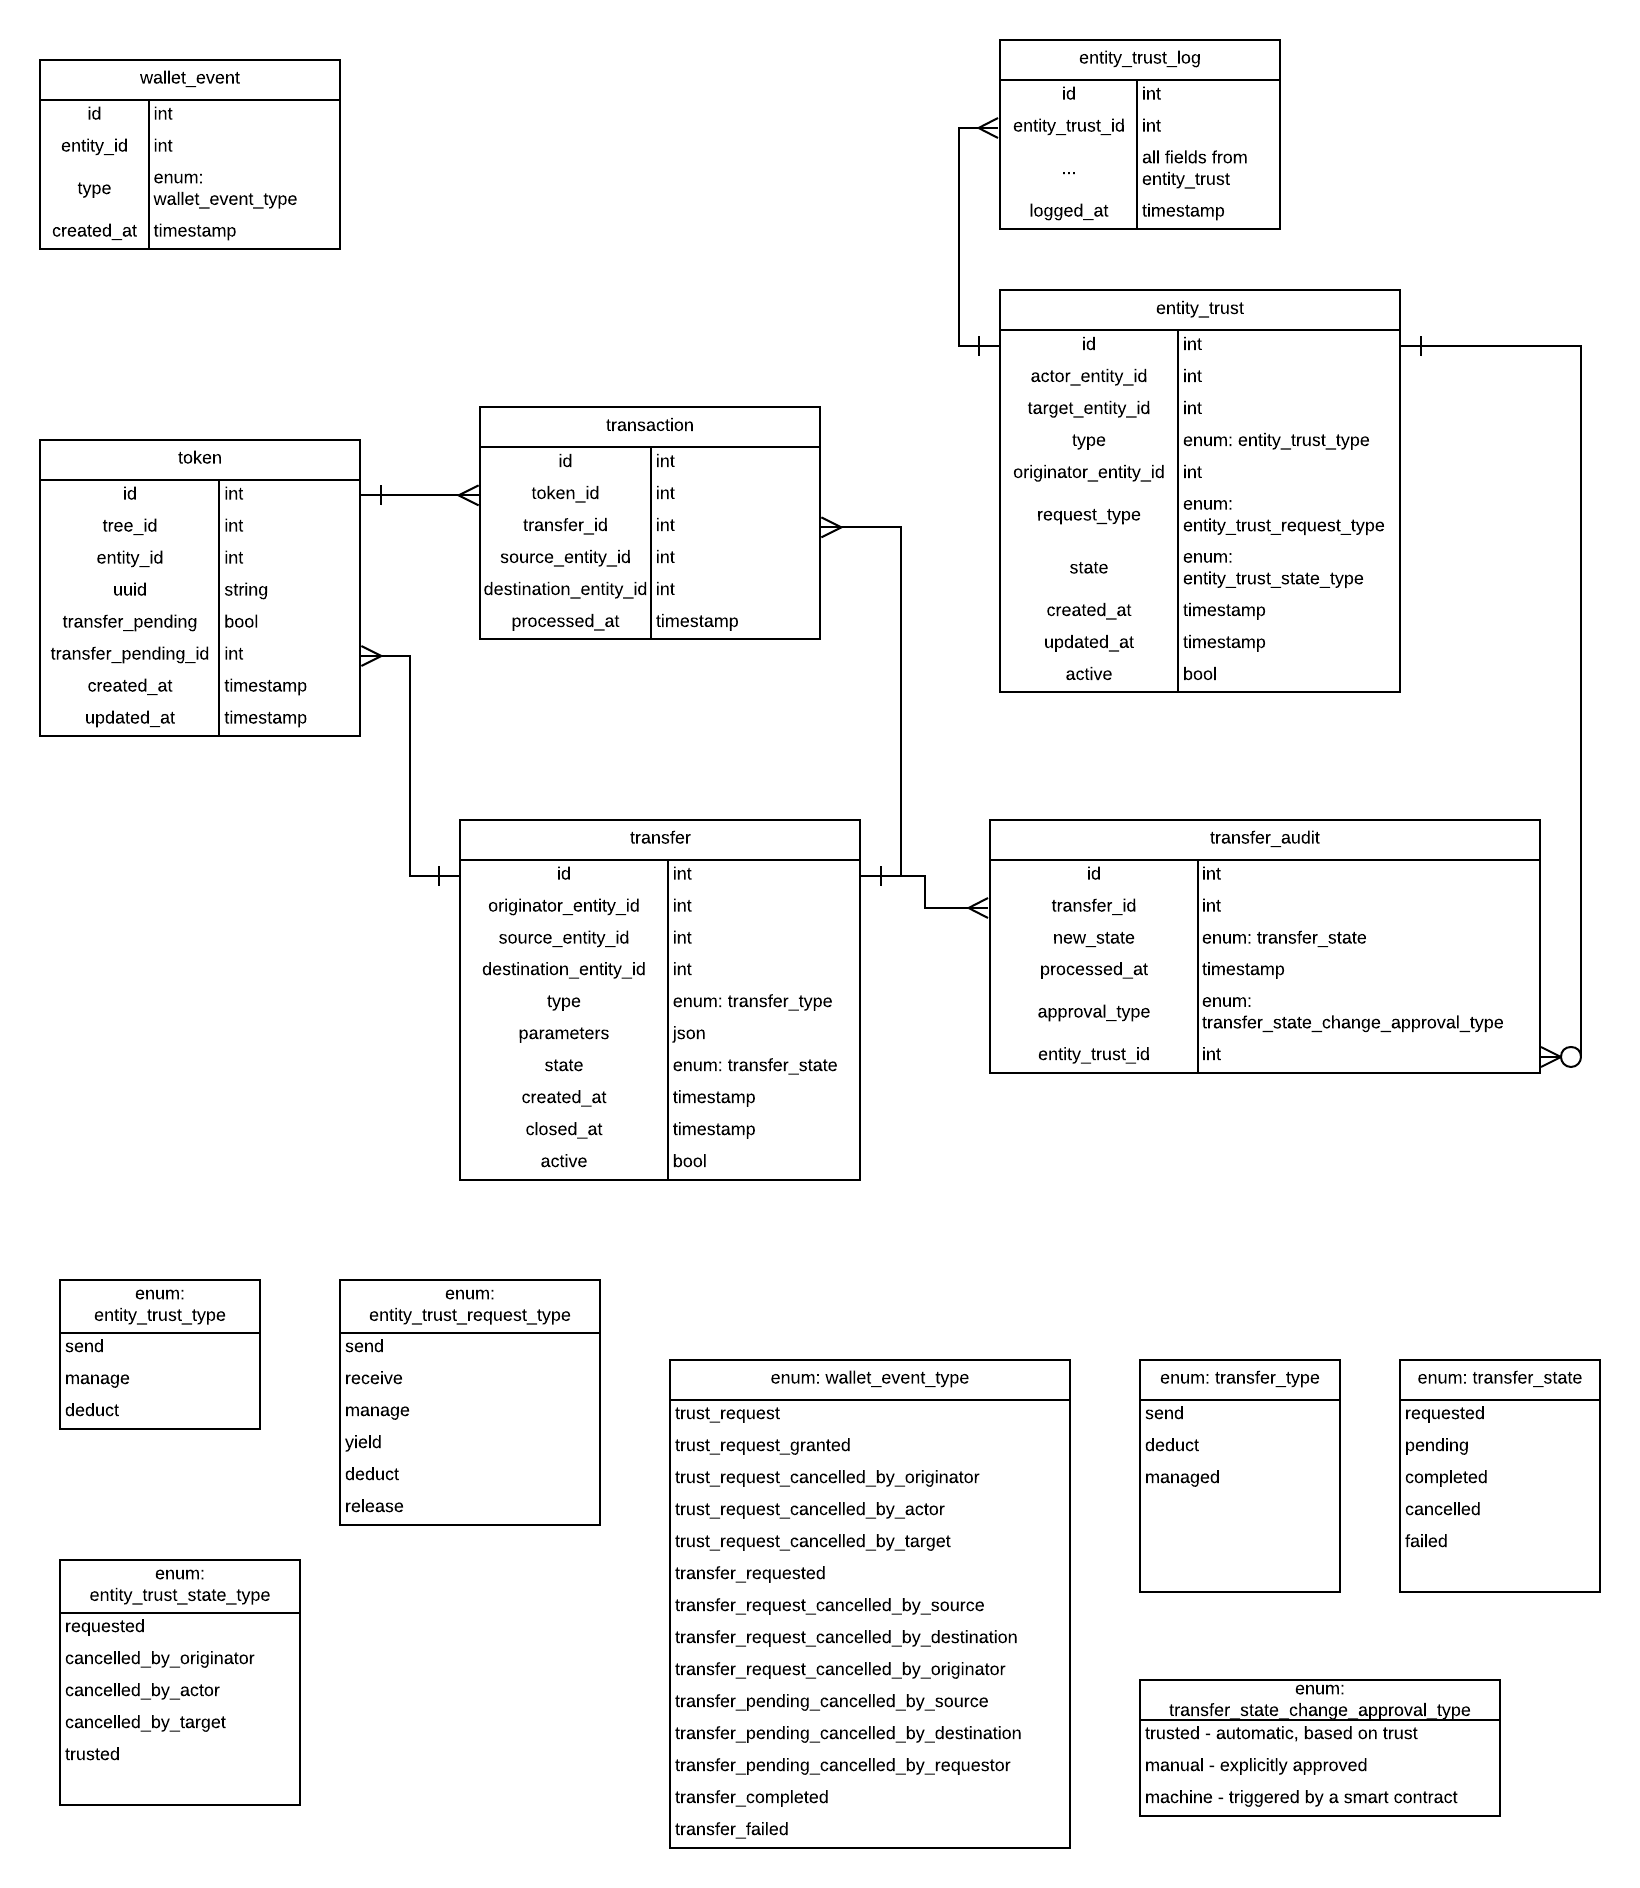 wallet_event
id int
entity_id int
type enum:
wallet_event_type
created_at timestamp
entity_trust_log
id int
entity_trust_id int
... all fields from
entity_trust
logged_at timestamp
entity_trust
id int
actor_entity_id int
target_entity_id int
type enum: entity_trust_type
originator_entity_id int
request_type enum:
entity_trust_request_type
state enum:
entity_trust_state_type
created_at timestamp
updated_at timestamp
active bool
token
id int
tree_id int
entity_id int
uuid string
transfer_pending bool
transfer_pending_id int
created_at timestamp
updated_at timestamp
transaction
id int
token_id int
transfer_id int
source_entity_id int
destination_entity_id int
processed_at timestamp
transfer
id int
originator_entity_id int
source_entity_id int
destination_entity_id int
type enum: transfer_type
parameters json
state enum: transfer_state
created_at timestamp
closed_at timestamp
active bool
transfer_audit
id int
transfer_id int
new_state enum: transfer_state
processed_at timestamp
approval_type enum:
transfer_state_change_approval_type
entity_trust_id int
enum:
entity_trust_type
send
manage
deduct
enum:
entity_trust_request_type
send
receive
manage
yield
deduct
release
enum:
entity_trust_state_type
requested
cancelled_by_originator
cancelled_by_actor
cancelled_by_target
trusted
enum: wallet_event_type
trust_request
trust_request_granted
trust_request_cancelled_by_originator
trust_request_cancelled_by_actor
trust_request_cancelled_by_target
transfer_requested
transfer_request_cancelled_by_source
transfer_request_cancelled_by_destination
transfer_request_cancelled_by_originator
transfer_pending_cancelled_by_source
transfer_pending_cancelled_by_destination
transfer_pending_cancelled_by_requestor
transfer_completed
transfer_failed
enum: transfer_type
send
deduct
managed
enum: transfer_state
requested
pending
completed
cancelled
failed
enum:
transfer_state_change_approval_type
trusted - automatic, based on trust
manual - explicitly approved
machine - triggered by a smart contract